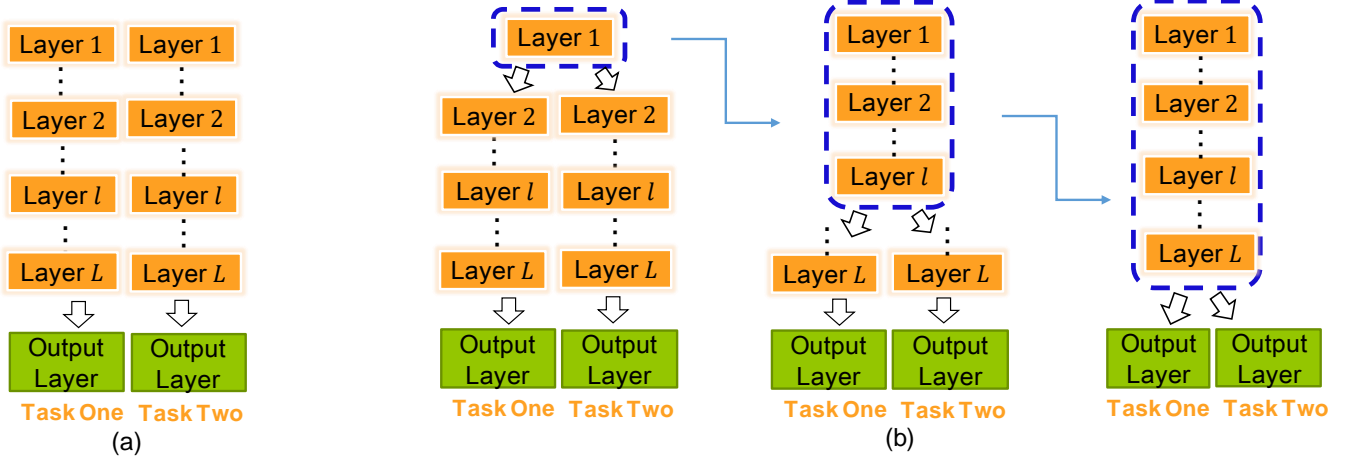 Layer 1 Layer 1
Layer 2 Layer 2
Layer l Layer l
Layer L Layer L
Output Layer Output Layer
Task One Task Two
(a)
Layer 1
Layer 2 Layer 2
Layer l Layer l
Layer L Layer L
Output Layer Output Layer
Task One Task Two
Layer 1
Layer 2
Layer l
Layer L Layer L
Output Layer Output Layer
Task One Task Two
Layer 1
Layer 2
Layer l
Layer L
Output Layer Output Layer
Task One Task Two
(b)